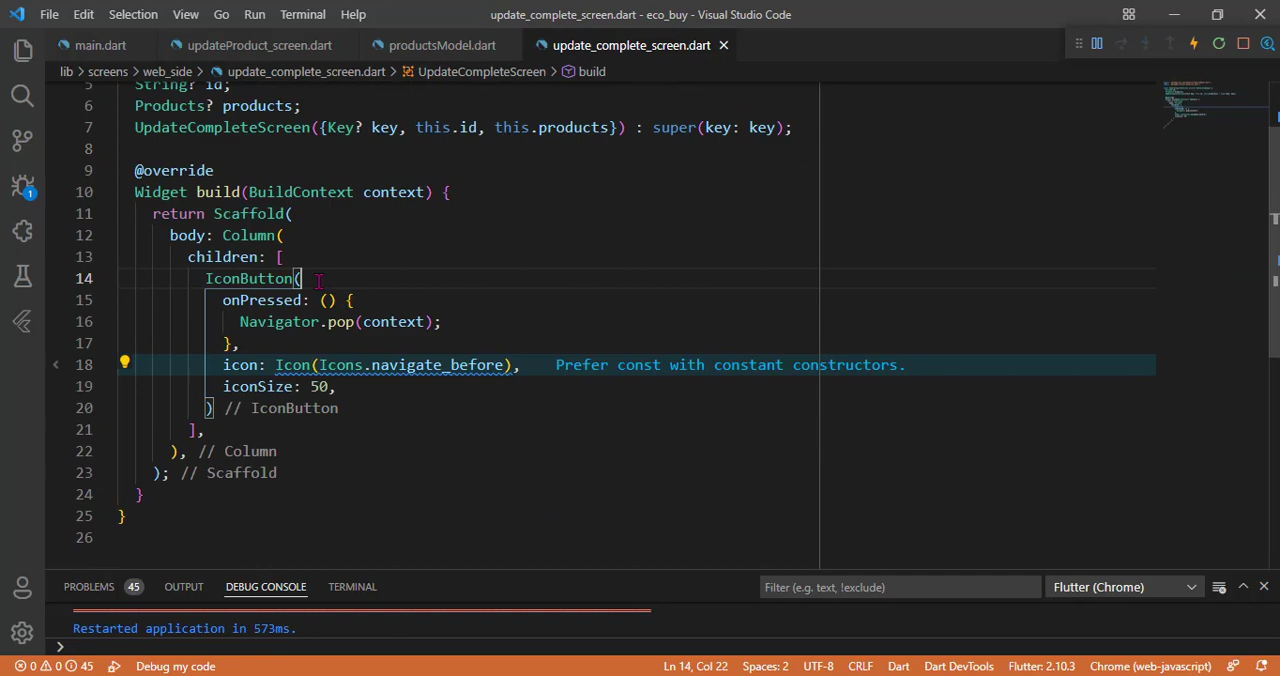 File Edit Selection View Go Run Terminal Help update_complete_screen.dart - eco_buy - Visual Studio Code
main.dart updateProduct_screen.dart productsModel.dart update_complete_screen.dart
lib > screens > web_side > update_complete_screen.dart > UpdateCompleteScreen > build
5 String? id;
6 Products? products;
7 UpdateCompleteScreen({Key? key, this.id, this.products}) : super(key: key);
8
9 @override
10 Widget build(BuildContext context) {
11 return Scaffold(
12 body: Column(
13 children: [
14 IconButton(
15 onPressed: () {
16 Navigator.pop(context);
},
18 icon: Icon(Icons.navigate_before), Prefer const with constant constructors.
19 iconSize: 50,
20 ) // IconButton
21 ],
22 ), // Column
23 ); // Scaffold
24 }
25 }
26
PROBLEMS 45 OUTPUT DEBUG CONSOLE TERMINAL Filter (e.g. text, !exclude) Flutter (Chrome)
Restarted application in 573ms.
>
0 0 45 Debug my code Ln 14, Col 22 Spaces: 2 UTF-8 CRLF Dart Dart DevTools Flutter: 2.10.3 Chrome (web-javascript)
1